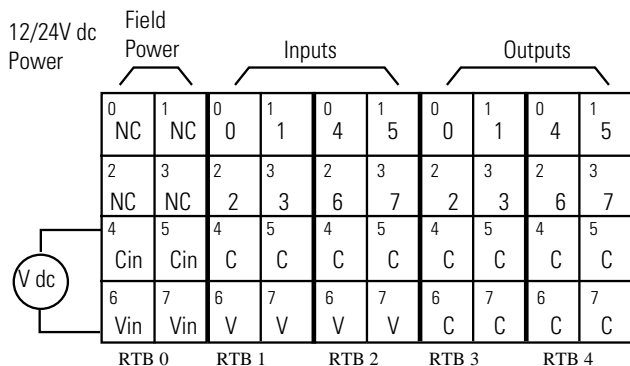 12/24V dc
Power
Field
Power
Inputs
Outputs
0 1 0 1 0 1 0 1 0 1
NC NC 0 1 4 5 0 1 4 5
2 3 2 3 2 3 2 3 2 3
NC NC 2 3 6 7 2 3 6 7
4 5 4 5 4 5 4 5 4 5
Cin Cin C C C C C C C C
V dc
6 7 6 7 6 7 6 7 6 7
Vin Vin V V V V C C C C
RTB 0 RTB 1 RTB 2 RTB 3 RTB 4